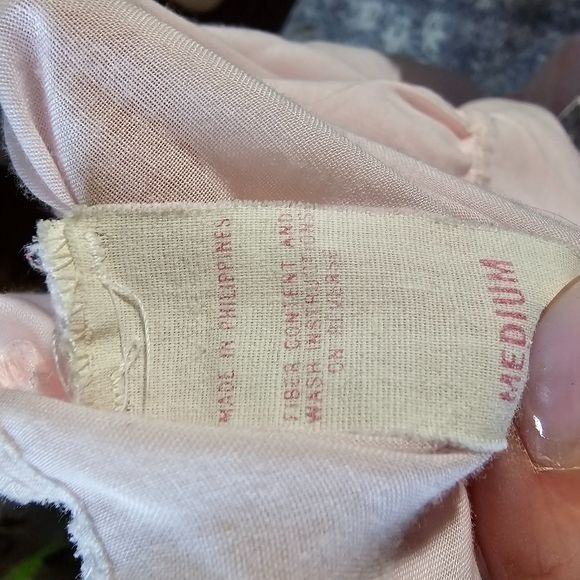 MEDIUM
FIBER CONTENT AND
WASH INSTRUCTIONS
ON REVERSE
MADE IN PHILIPPINES